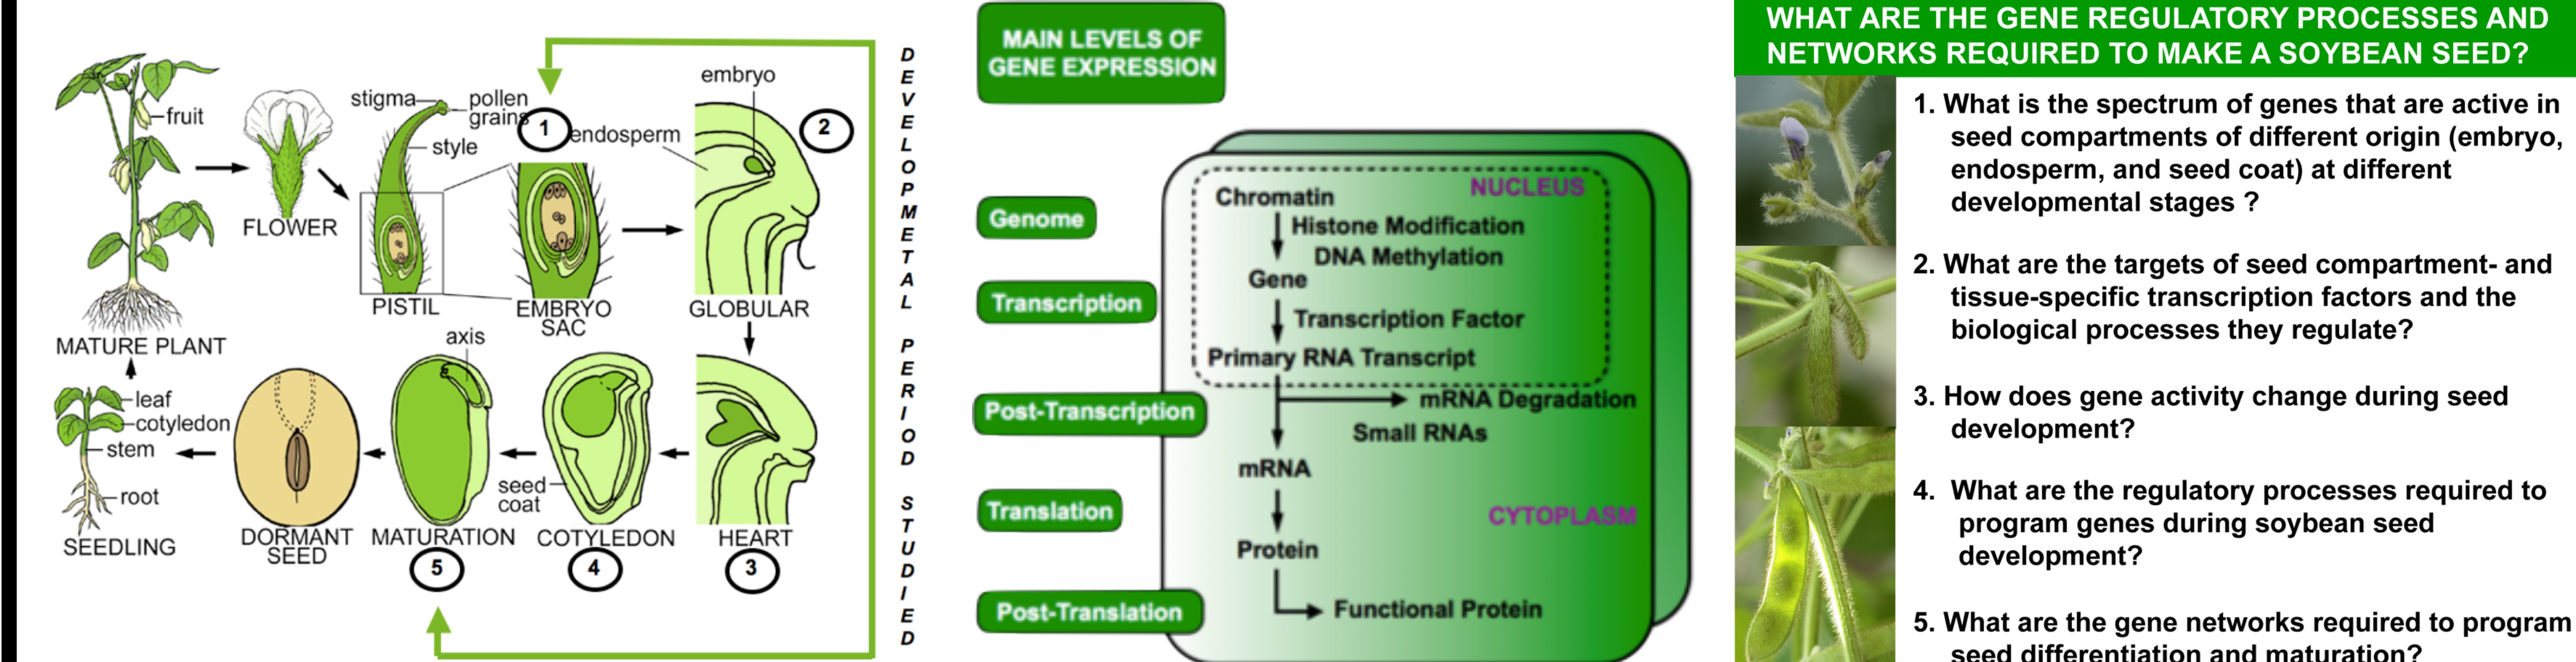 fruit
stigma
pollen
grains
style
1
FLOWER
PISTIL
EMBRYO
SAC
MATURE PLANT
embryo
endosperm
2
GLOBULAR
axis
leaf
cotyledon
stem
root
SEEDLING
DORMANT
SEED
MATURATION
5
seed
coat
COTYLEDON
4
HEART
3
DEVELOPMETAL PERIOD STUDIED
MAIN LEVELS OF
GENE EXPRESSION
Genome
Transcription
Post-Transcription
Translation
Post-Translation
NUCLEUS
Chromatin
Histone Modification
DNA Methylation
Gene
Transcription Factor
Primary RNA Transcript
mRNA Degradation
Small RNAs
mRNA
CYTOPLASM
Protein
Functional Protein
WHAT ARE THE GENE REGULATORY PROCESSES AND
NETWORKS REQUIRED TO MAKE A SOYBEAN SEED?
1. What is the spectrum of genes that are active in
seed compartments of different origin (embryo,
endosperm, and seed coat) at different
developmental stages ?
2. What are the targets of seed compartment- and
tissue-specific transcription factors and the
biological processes they regulate?
3. How does gene activity change during seed
development?
4. What are the regulatory processes required to
program genes during soybean seed
development?
5. What are the gene networks required to program
seed differentiation and maturation?